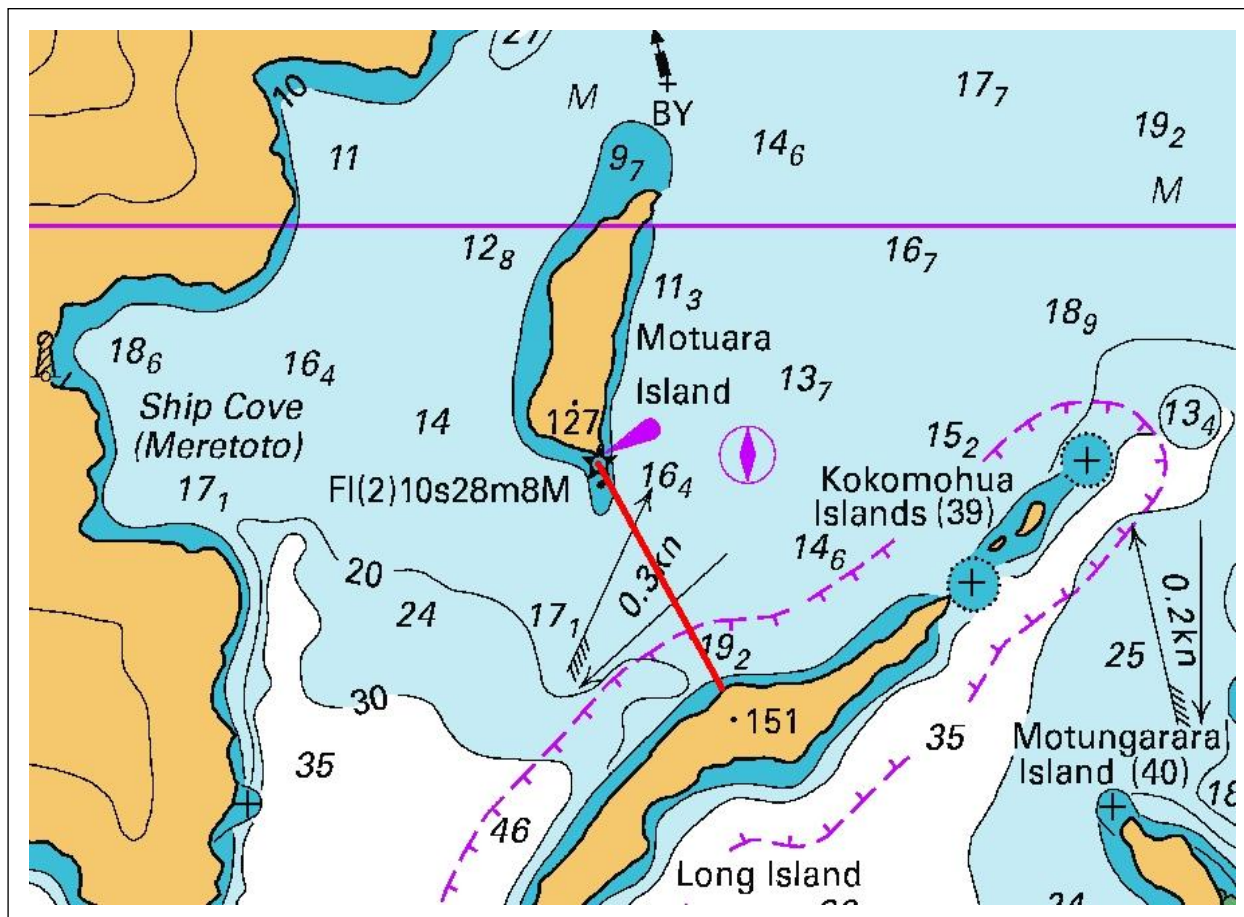 27
10
M
BY
17₇
11
9₇
14₆
19₂
M
12₈
16₇
11₃
18₉
18₆
16₄
Motuara
Island
13₇
Ship Cove
(Meretoto)
14
127
15₂
13₄
17₁
Fl(2)10s28m8M
16₄
Kokomohua
Islands (39)
14₆
20
24
17₁
0.3kn
0.2kn
19₂
25
30
151
35
35
Motungarara
Island (40)
18
46
Long Island
24